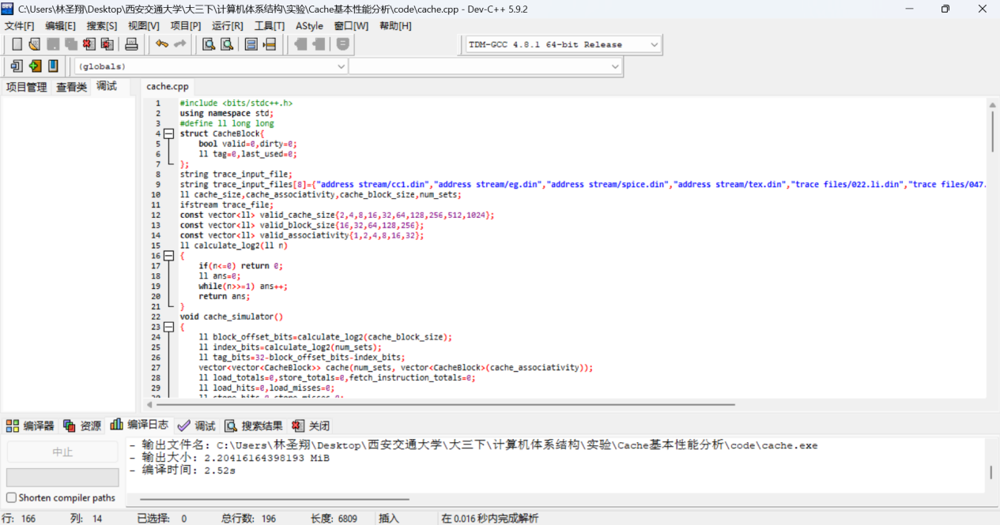 C:\Users\林圣翔\Desktop\西安交通大学\大三下\计算机体系结构\实验\Cache基本性能分析\code\cache.cpp - Dev-C++ 5.9.2
文件[F] 编辑[E] 搜索[S] 视图[V] 项目[P] 运行[R] 工具[T] AStyle 窗口[W] 帮助[H]
TDM-GCC 4.8.1 64-bit Release
(globals)
项目管理 查看类 调试 cache.cpp
1 #include <bits/stdc++.h>
2 using namespace std;
3 #define ll long long
4 struct CacheBlock{
5 bool valid=0,dirty=0;
6 ll tag=0,last_used=0;
7 };
8 string trace_input_file;
9 string trace_input_files[8]={"address stream/cc1.din","address stream/eg.din","address stream/spice.din","address stream/tex.din","trace files/022.li.din","trace files/047.
10 ll cache_size,cache_associativity,cache_block_size,num_sets;
11 ifstream trace_file;
12 const vector<ll> valid_cache_size{2,4,8,16,32,64,128,256,512,1024};
13 const vector<ll> valid_block_size{16,32,64,128,256};
14 const vector<ll> valid_associativity{1,2,4,8,16,32};
15 ll calculate_log2(ll n)
16 {
17 if(n<=0) return 0;
18 ll ans=0;
19 while(n>>=1) ans++;
20 return ans;
21 }
22 void cache_simulator()
23 {
24 ll block_offset_bits=calculate_log2(cache_block_size);
25 ll index_bits=calculate_log2(num_sets);
26 ll tag_bits=32-block_offset_bits-index_bits;
27 vector<vector<CacheBlock>> cache(num_sets, vector<CacheBlock>(cache_associativity));
28 ll load_totals=0,store_totals=0,fetch_instruction_totals=0;
29 ll load_hits=0,load_misses=0;
30 ll store_hits=0,store_misses=0;
编译器 资源 编译日志 调试 搜索结果 关闭
中止
Shorten compiler paths
- 输出文件名: C:\Users\林圣翔\Desktop\西安交通大学\大三下\计算机体系结构\实验\Cache基本性能分析\code\cache.exe
- 输出大小: 2.20416164398193 MiB
- 编译时间: 2.52s
行: 166 列: 14 已选择: 0 总行数: 196 长度: 6809 插入 在 0.016 秒内完成解析